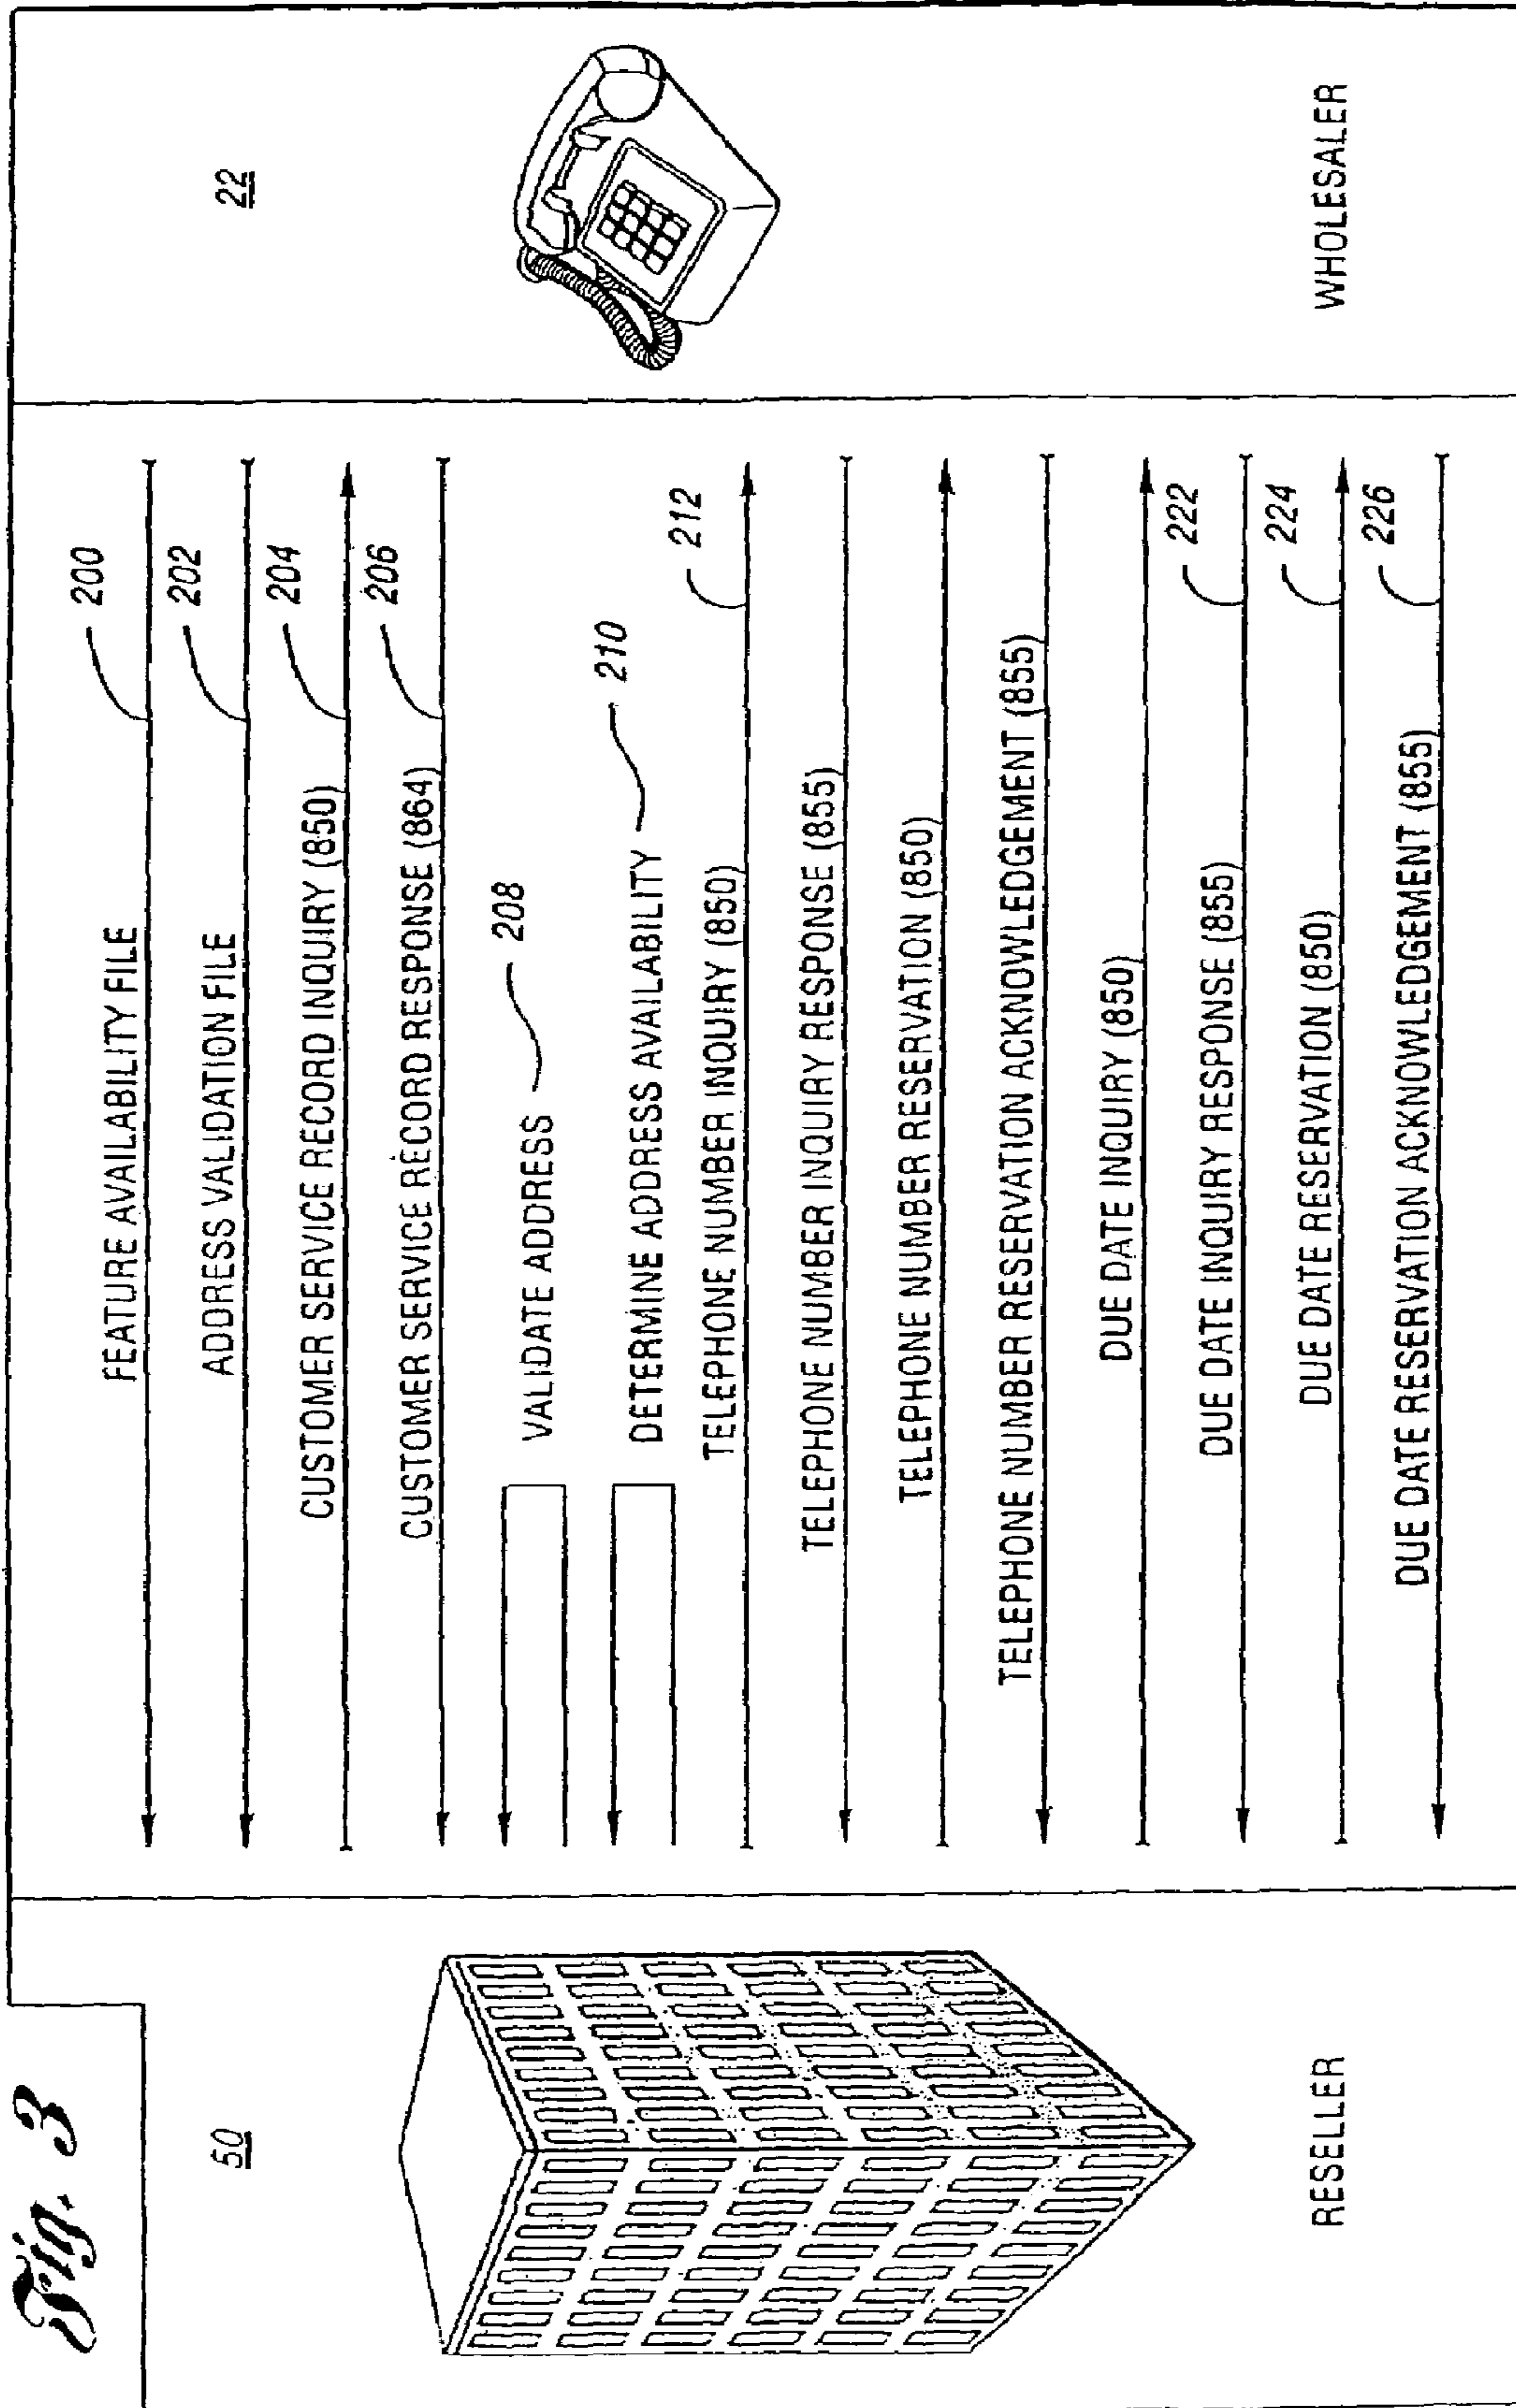 Fig. 3
50
RESELLER
22
WHOLESALER
FEATURE AVAILABILITY FILE
200
ADDRESS VALIDATION FILE
202
CUSTOMER SERVICE RECORD INQUIRY (850)
204
CUSTOMER SERVICE RECORD RESPONSE (864)
206
VALIDATE ADDRESS
208
DETERMINE ADDRESS AVAILABILITY
210
TELEPHONE NUMBER INQUIRY (850)
212
TELEPHONE NUMBER INQUIRY RESPONSE (855)
TELEPHONE NUMBER RESERVATION (850)
TELEPHONE NUMBER RESERVATION ACKNOWLEDGEMENT (855)
DUE DATE INQUIRY (850)
DUE DATE INQUIRY RESPONSE (855)
222
DUE DATE RESERVATION (850)
224
DUE DATE RESERVATION ACKNOWLEDGEMENT (855)
226